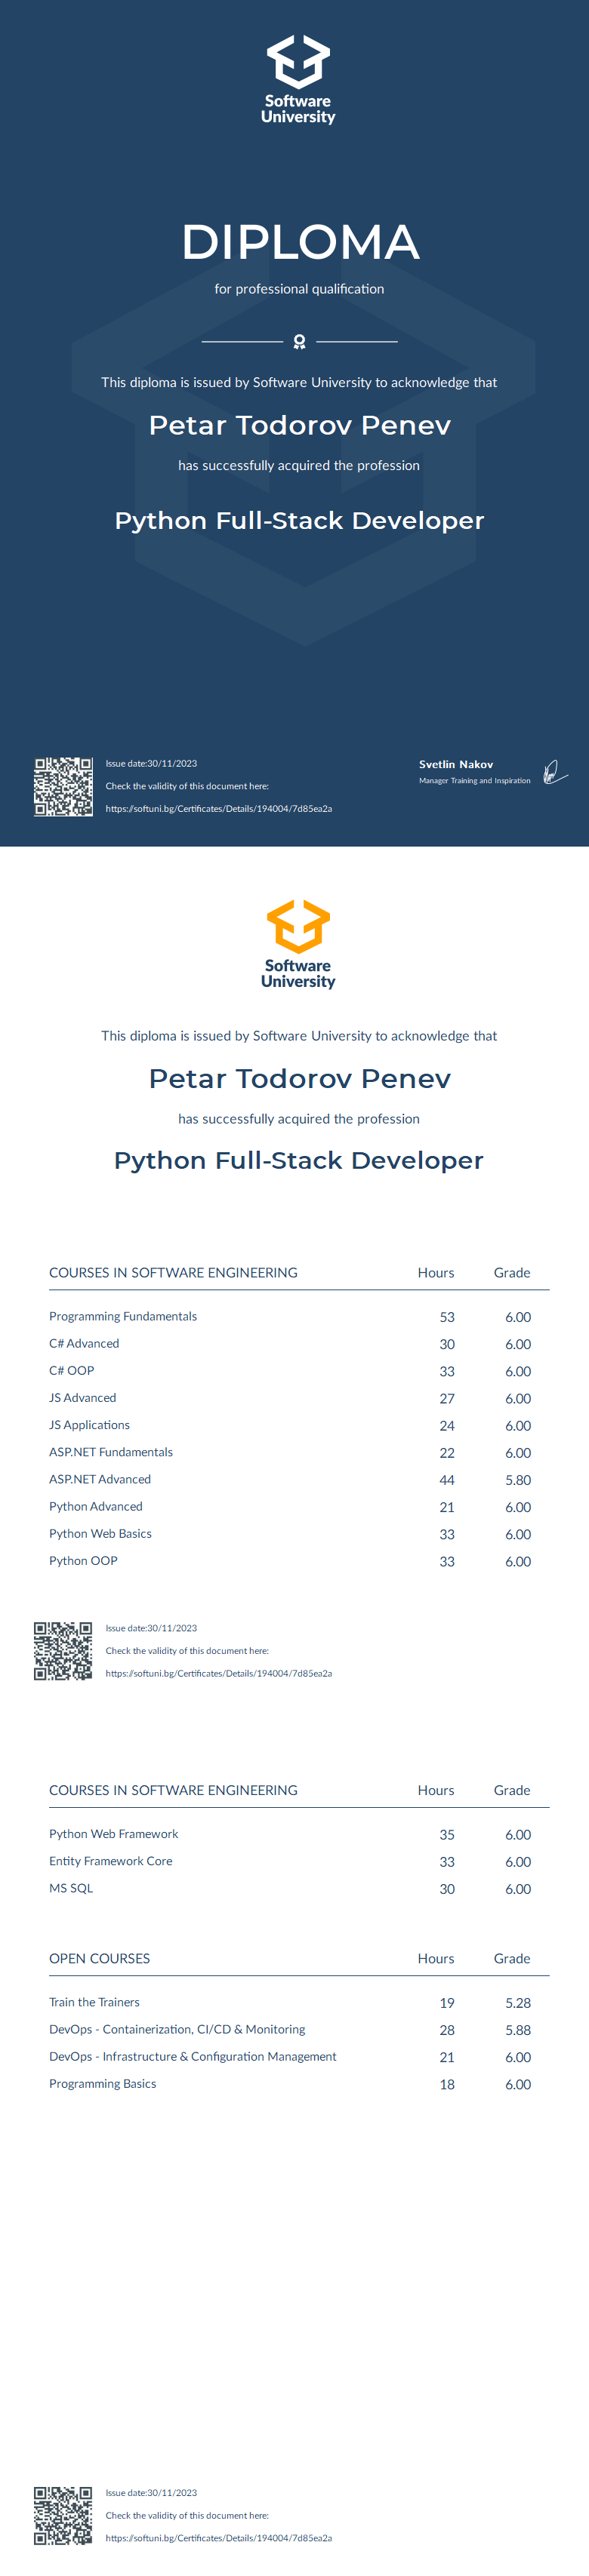 Software
University
DIPLOMA
for professional qualification
This diploma is issued by Software University to acknowledge that
Petar Todorov Penev
has successfully acquired the profession
Python Full-Stack Developer
Issue date:30/11/2023
Check the validity of this document here:
https://softuni.bg/Certificates/Details/194004/7d85ea2a
Svetlin Nakov
Manager Training and Inspiration
Software
University
This diploma is issued by Software University to acknowledge that
Petar Todorov Penev
has successfully acquired the profession
Python Full-Stack Developer
COURSES IN SOFTWARE ENGINEERING Hours Grade
Programming Fundamentals 53 6.00
C# Advanced 30 6.00
C# OOP 33 6.00
JS Advanced 27 6.00
JS Applications 24 6.00
ASP.NET Fundamentals 22 6.00
ASP.NET Advanced 44 5.80
Python Advanced 21 6.00
Python Web Basics 33 6.00
Python OOP 33 6.00
Issue date:30/11/2023
Check the validity of this document here:
https://softuni.bg/Certificates/Details/194004/7d85ea2a
COURSES IN SOFTWARE ENGINEERING Hours Grade
Python Web Framework 35 6.00
Entity Framework Core 33 6.00
MS SQL 30 6.00
OPEN COURSES Hours Grade
Train the Trainers 19 5.28
DevOps - Containerization, CI/CD & Monitoring 28 5.88
DevOps - Infrastructure & Configuration Management 21 6.00
Programming Basics 18 6.00
Issue date:30/11/2023
Check the validity of this document here:
https://softuni.bg/Certificates/Details/194004/7d85ea2a